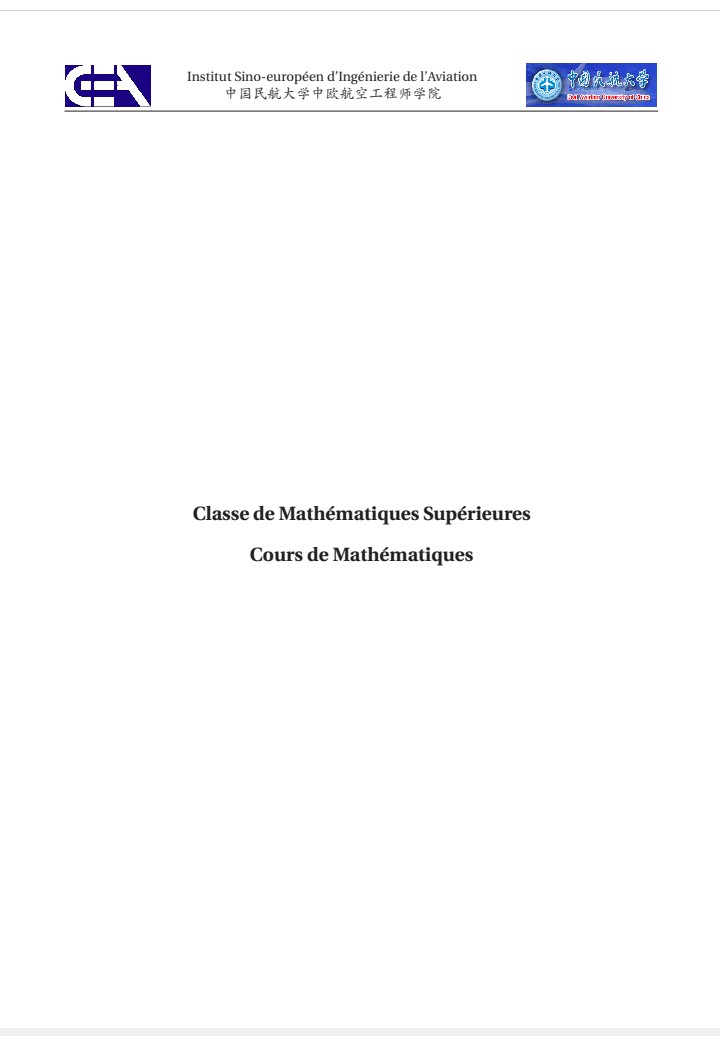 Institut Sino-européen d'Ingénierie de l'Aviation
中国民航大学中欧航空工程师学院
中国民航大学
Civil Aviation University of China
Classe de Mathématiques Supérieures
Cours de Mathématiques